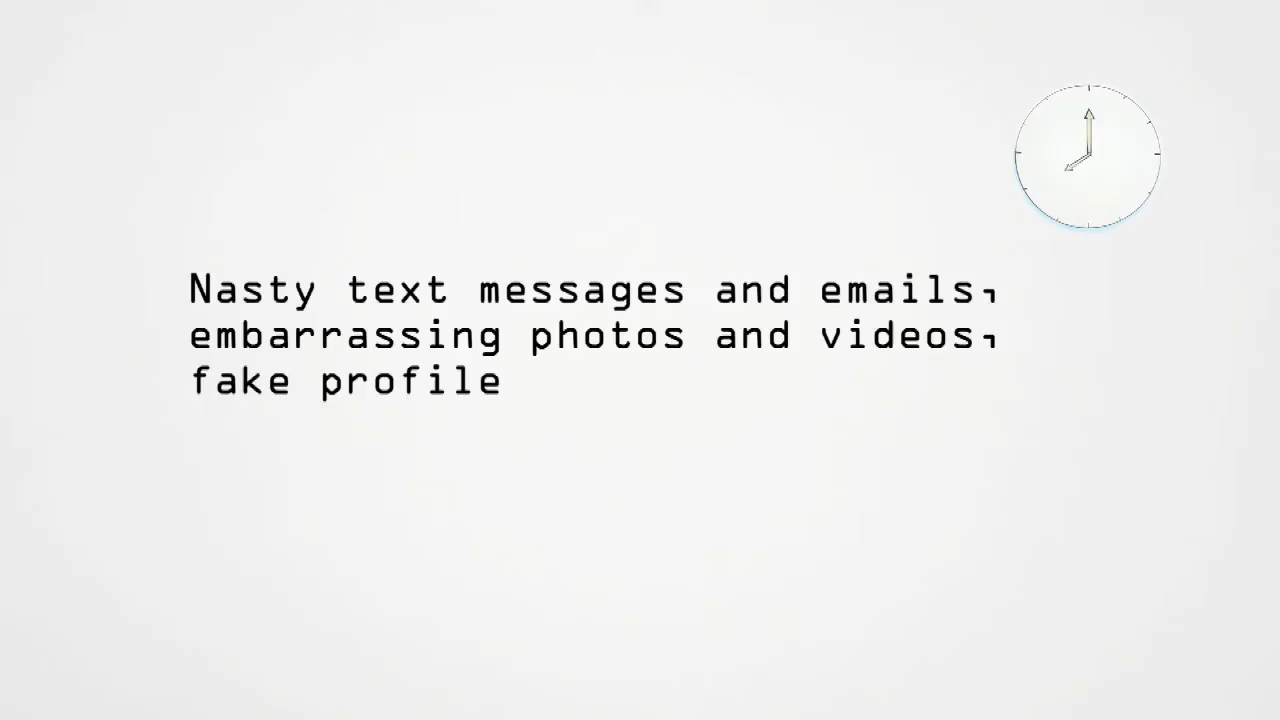 Nasty text messages and emails,
embarrassing photos and videos,
fake profile